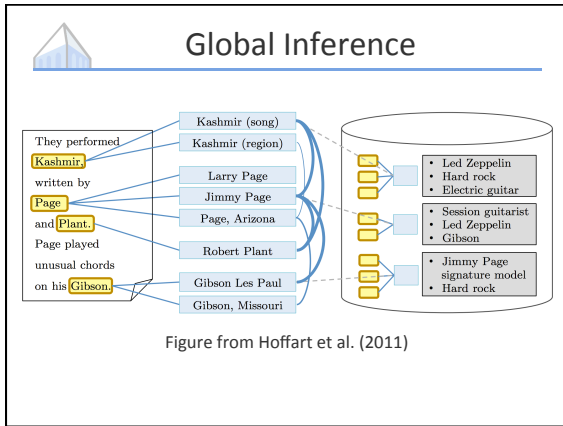 Global Inference
They performed
Kashmir,
written by
Page
and Plant.
Page played
unusual chords
on his Gibson.
Kashmir (song)
Kashmir (region)
Larry Page
Jimmy Page
Page, Arizona
Robert Plant
Gibson Les Paul
Gibson, Missouri
• Led Zeppelin
• Hard rock
• Electric guitar
• Session guitarist
• Led Zeppelin
• Gibson
• Jimmy Page
signature model
• Hard rock
Figure from Hoffart et al. (2011)